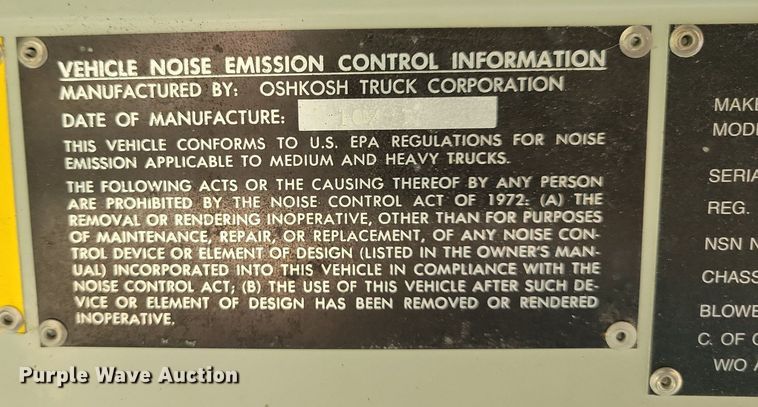 VEHICLE NOISE EMISSION CONTROL INFORMATION
MANUFACTURED BY: OSHKOSH TRUCK CORPORATION
DATE OF MANUFACTURE:
THIS VEHICLE CONFORMS TO U.S. EPA REGULATIONS FOR NOISE
EMISSION APPLICABLE TO MEDIUM AND HEAVY TRUCKS.
THE FOLLOWING ACTS OR THE CAUSING THEREOF BY ANY PERSON
ARE PROHIBITED BY THE NOISE CONTROL ACT OF 1972: (A) THE
REMOVAL OR RENDERING INOPERATIVE, OTHER THAN FOR PURPOSES
OF MAINTENANCE, REPAIR, OR REPLACEMENT, OF ANY NOISE CON-
TROL DEVICE OR ELEMENT OF DESIGN (LISTED IN THE OWNER'S MAN-
UAL) INCORPORATED INTO THIS VEHICLE IN COMPLIANCE WITH THE
NOISE CONTROL ACT; (B) THE USE OF THIS VEHICLE AFTER SUCH DE-
VICE OR ELEMENT OF DESIGN HAS BEEN REMOVED OR RENDERED
INOPERATIVE.
MAKE
MODE
SERIA
REG.
NSN N
CHASS
BLOWE
C. OF G
W/O A
Purple Wave Auction